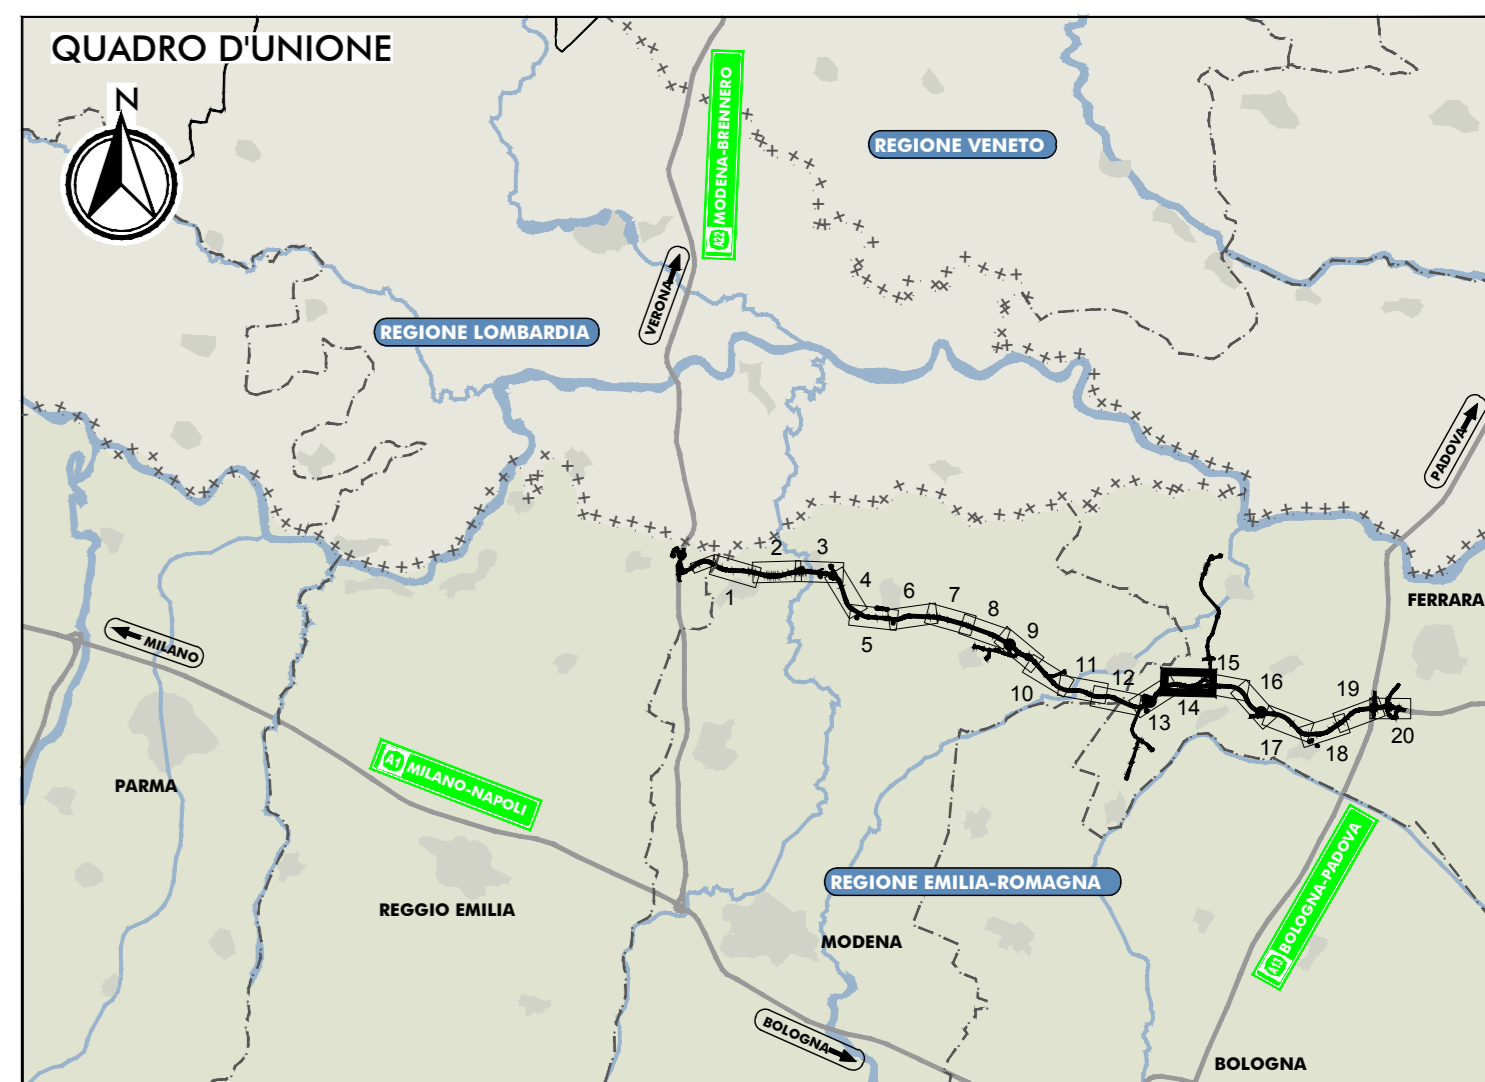 QUADRO D'UNIONE
N
A22 MODENA-BRENNERO
REGIONE VENETO
VERONA
REGIONE LOMBARDIA
PADOVA
2
3
1
4
6
7
8
5
9
FERRARA
MILANO
11
15
10
12
16
14
13
19
17
18
20
PARMA
A1 MILANO-NAPOLI
A13 BOLOGNA-PADOVA
REGIONE EMILIA-ROMAGNA
REGGIO EMILIA
MODENA
BOLOGNA
BOLOGNA